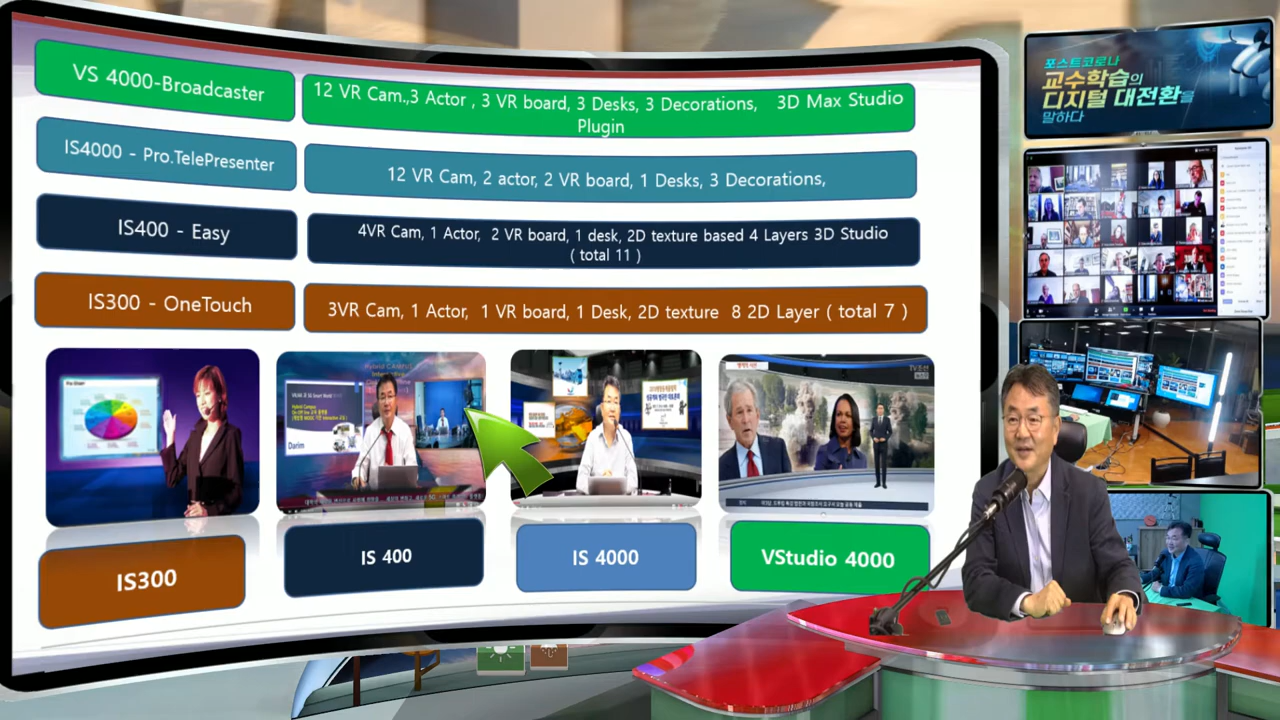 VS 4000-Broadcaster
12 VR Cam.,3 Actor , 3 VR board, 3 Desks, 3 Decorations, 3D Max Studio
Plugin
IS4000 - Pro.TelePresenter
12 VR Cam, 2 actor, 2 VR board, 1 Desks, 3 Decorations,
IS400 - Easy
4VR Cam, 1 Actor, 2 VR board, 1 desk, 2D texture based 4 Layers 3D Studio
( total 11 )
IS300 - OneTouch
3VR Cam, 1 Actor, 1 VR board, 1 Desk, 2D texture 8 2D Layer ( total 7 )
Darim
TV조선
IS300
IS 400
IS 4000
VStudio 4000
포스트코로나
교수학습의
디지털 대전환을
말하다